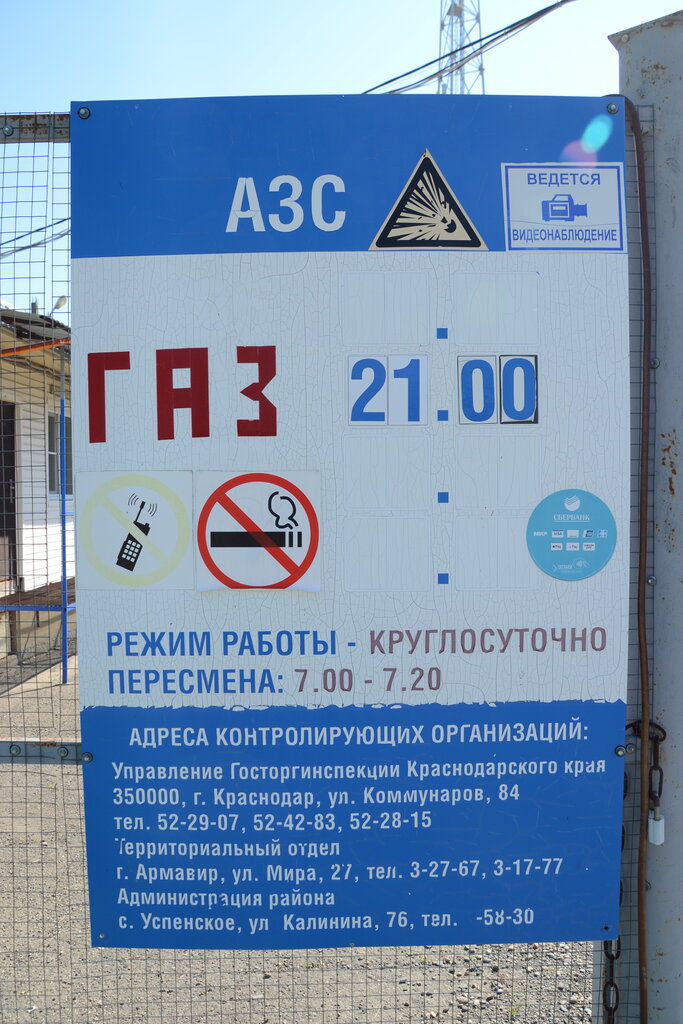 АЗС
ВЕДЕТСЯ
ВИДЕОНАБЛЮДЕНИЕ
ГАЗ 21.00
СБЕРБАНК
МИР VISA
РЕЖИМ РАБОТЫ - КРУГЛОСУТОЧНО
ПЕРЕСМЕНА: 7.00 - 7.20
АДРЕСА КОНТРОЛИРУЮЩИХ ОРГАНИЗАЦИЙ:
Управление Госторгинспекции Краснодарского края
350000, г. Краснодар, ул. Коммунаров, 84
тел. 52-29-07, 52-42-83, 52-28-15
Территориальный отдел
г. Армавир, ул. Мира, 27, тел. 3-27-67, 3-17-77
Администрация района
с. Успенское, ул Калинина, 76, тел. -58-30